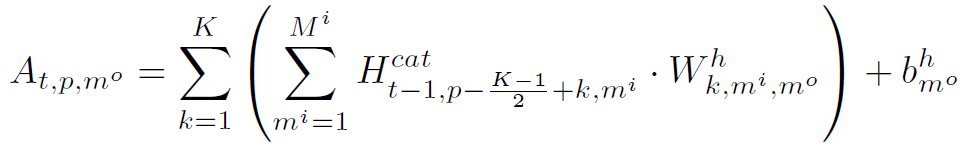 $A_{t,p,m^o} = \sum_{k=1}^{K} \left( \sum_{m^i=1}^{M^i} H^{cat}_{t-1,p-\frac{K-1}{2}+k,m^i} \cdot W^h_{k,m^i,m^o} \right) + b^h_{m^o}$